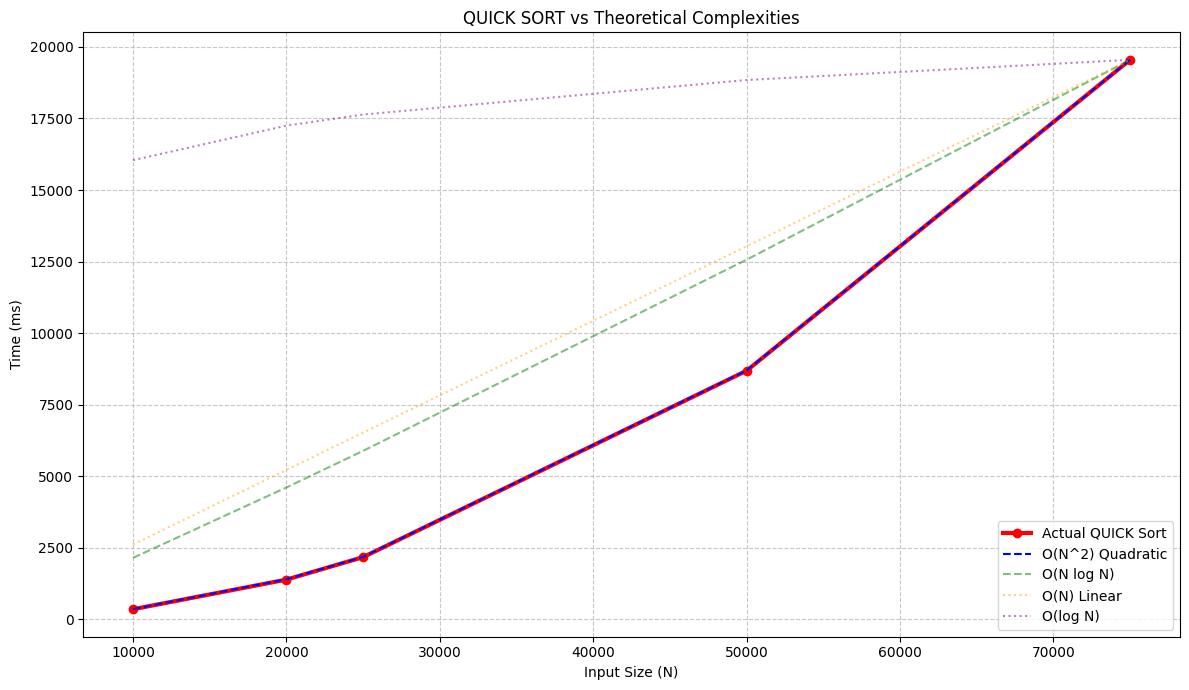 QUICK SORT vs Theoretical Complexities
20000
17500
15000
12500
10000
7500
5000
2500
0
Time (ms)
Actual QUICK Sort
O(N^2) Quadratic
O(N log N)
O(N) Linear
O(log N)
10000 20000 30000 40000 50000 60000 70000
Input Size (N)